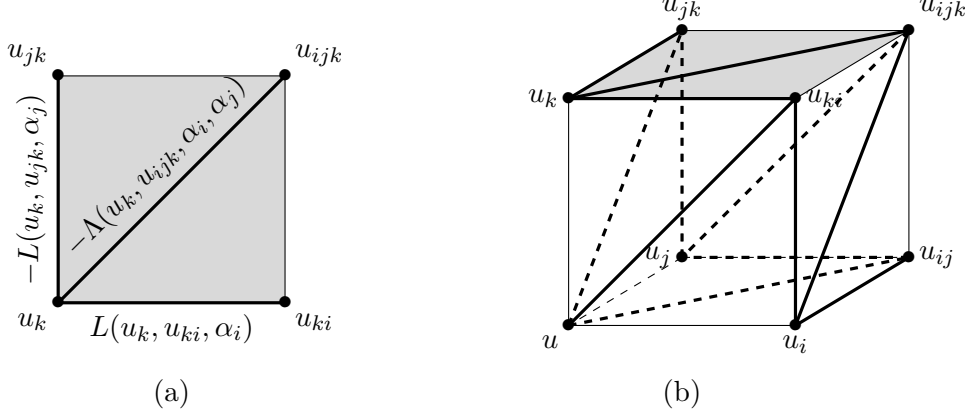 u_{jk}
u_{ijk}
−L(u_k, u_{jk}, α_j)
−Λ(u_k, u_{ijk}, α_i, α_j)
u_k
L(u_k, u_{ki}, α_i)
u_{ki}
(a)
u_{jk}
u_{ijk}
u_k
u_{ki}
u_j
u_{ij}
u
u_i
(b)